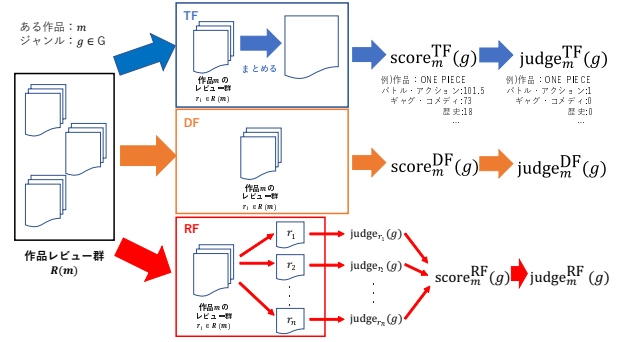 ある作品：m
ジャンル：g ∈ G
作品レビュー群
R(m)
TF
作品mの
レビュー群
r₁ ∈ R (m)
まとめる
score_m^TF(g)
例)作品：ONE PIECE
バトル・アクション:101.5
ギャグ・コメディ:73
歴史:18
...
judge_m^TF(g)
例)作品：ONE PIECE
バトル・アクション:1
ギャグ・コメディ:0
歴史:0
...
DF
作品mの
レビュー群
r₁ ∈ R (m)
score_m^DF(g)
judge_m^DF(g)
RF
作品mの
レビュー群
r₁ ∈ R (m)
r₁
r₂
⋮
rₙ
judge_r₁(g)
judge_r₂(g)
⋮
judge_rₙ(g)
score_m^RF(g)
judge_m^RF(g)